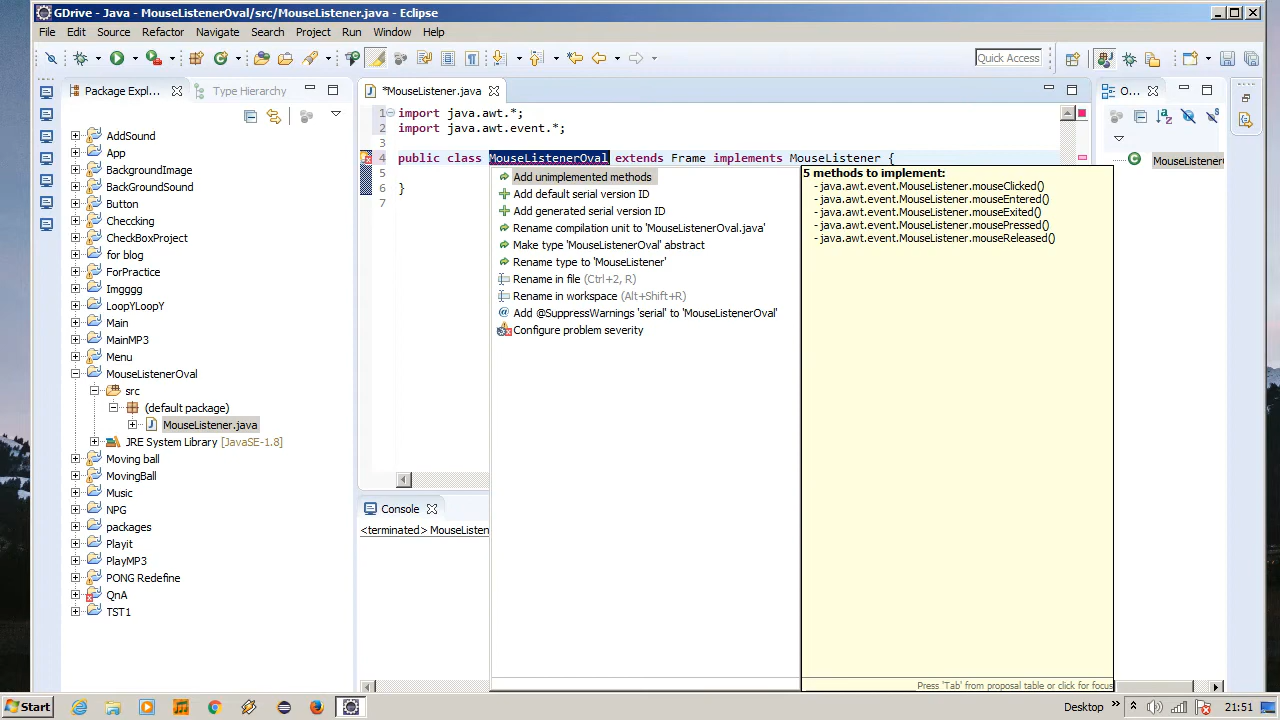 GDrive - Java - MouseListenerOval/src/MouseListener.java - Eclipse
File Edit Source Refactor Navigate Search Project Run Window Help
Quick Access
Package Expl...
Type Hierarchy
AddSound
App
BackgroundImage
BackGroundSound
Button
Checcking
CheckBoxProject
for blog
ForPractice
Imgggg
LoopYLoopY
Main
MainMP3
Menu
MouseListenerOval
src
(default package)
MouseListener.java
JRE System Library [JavaSE-1.8]
Moving ball
MovingBall
Music
NPG
packages
Playit
PlayMP3
PONG Redefine
QnA
TST1
*MouseListener.java
1 import java.awt.*;
2 import java.awt.event.*;
3
4 public class MouseListenerOval extends Frame implements MouseListener {
5
6 }
7
Add unimplemented methods
Add default serial version ID
Add generated serial version ID
Rename compilation unit to 'MouseListenerOval.java'
Make type 'MouseListenerOval' abstract
Rename type to 'MouseListener'
Rename in file (Ctrl+2, R)
Rename in workspace (Alt+Shift+R)
Add @SuppressWarnings 'serial' to 'MouseListenerOval'
Configure problem severity
5 methods to implement:
- java.awt.event.MouseListener.mouseClicked()
- java.awt.event.MouseListener.mouseEntered()
- java.awt.event.MouseListener.mouseExited()
- java.awt.event.MouseListener.mousePressed()
- java.awt.event.MouseListener.mouseReleased()
Press 'Tab' from proposal table or click for focus
O...
MouseListener
Console
<terminated> MouseListen
Start
Desktop
21:51